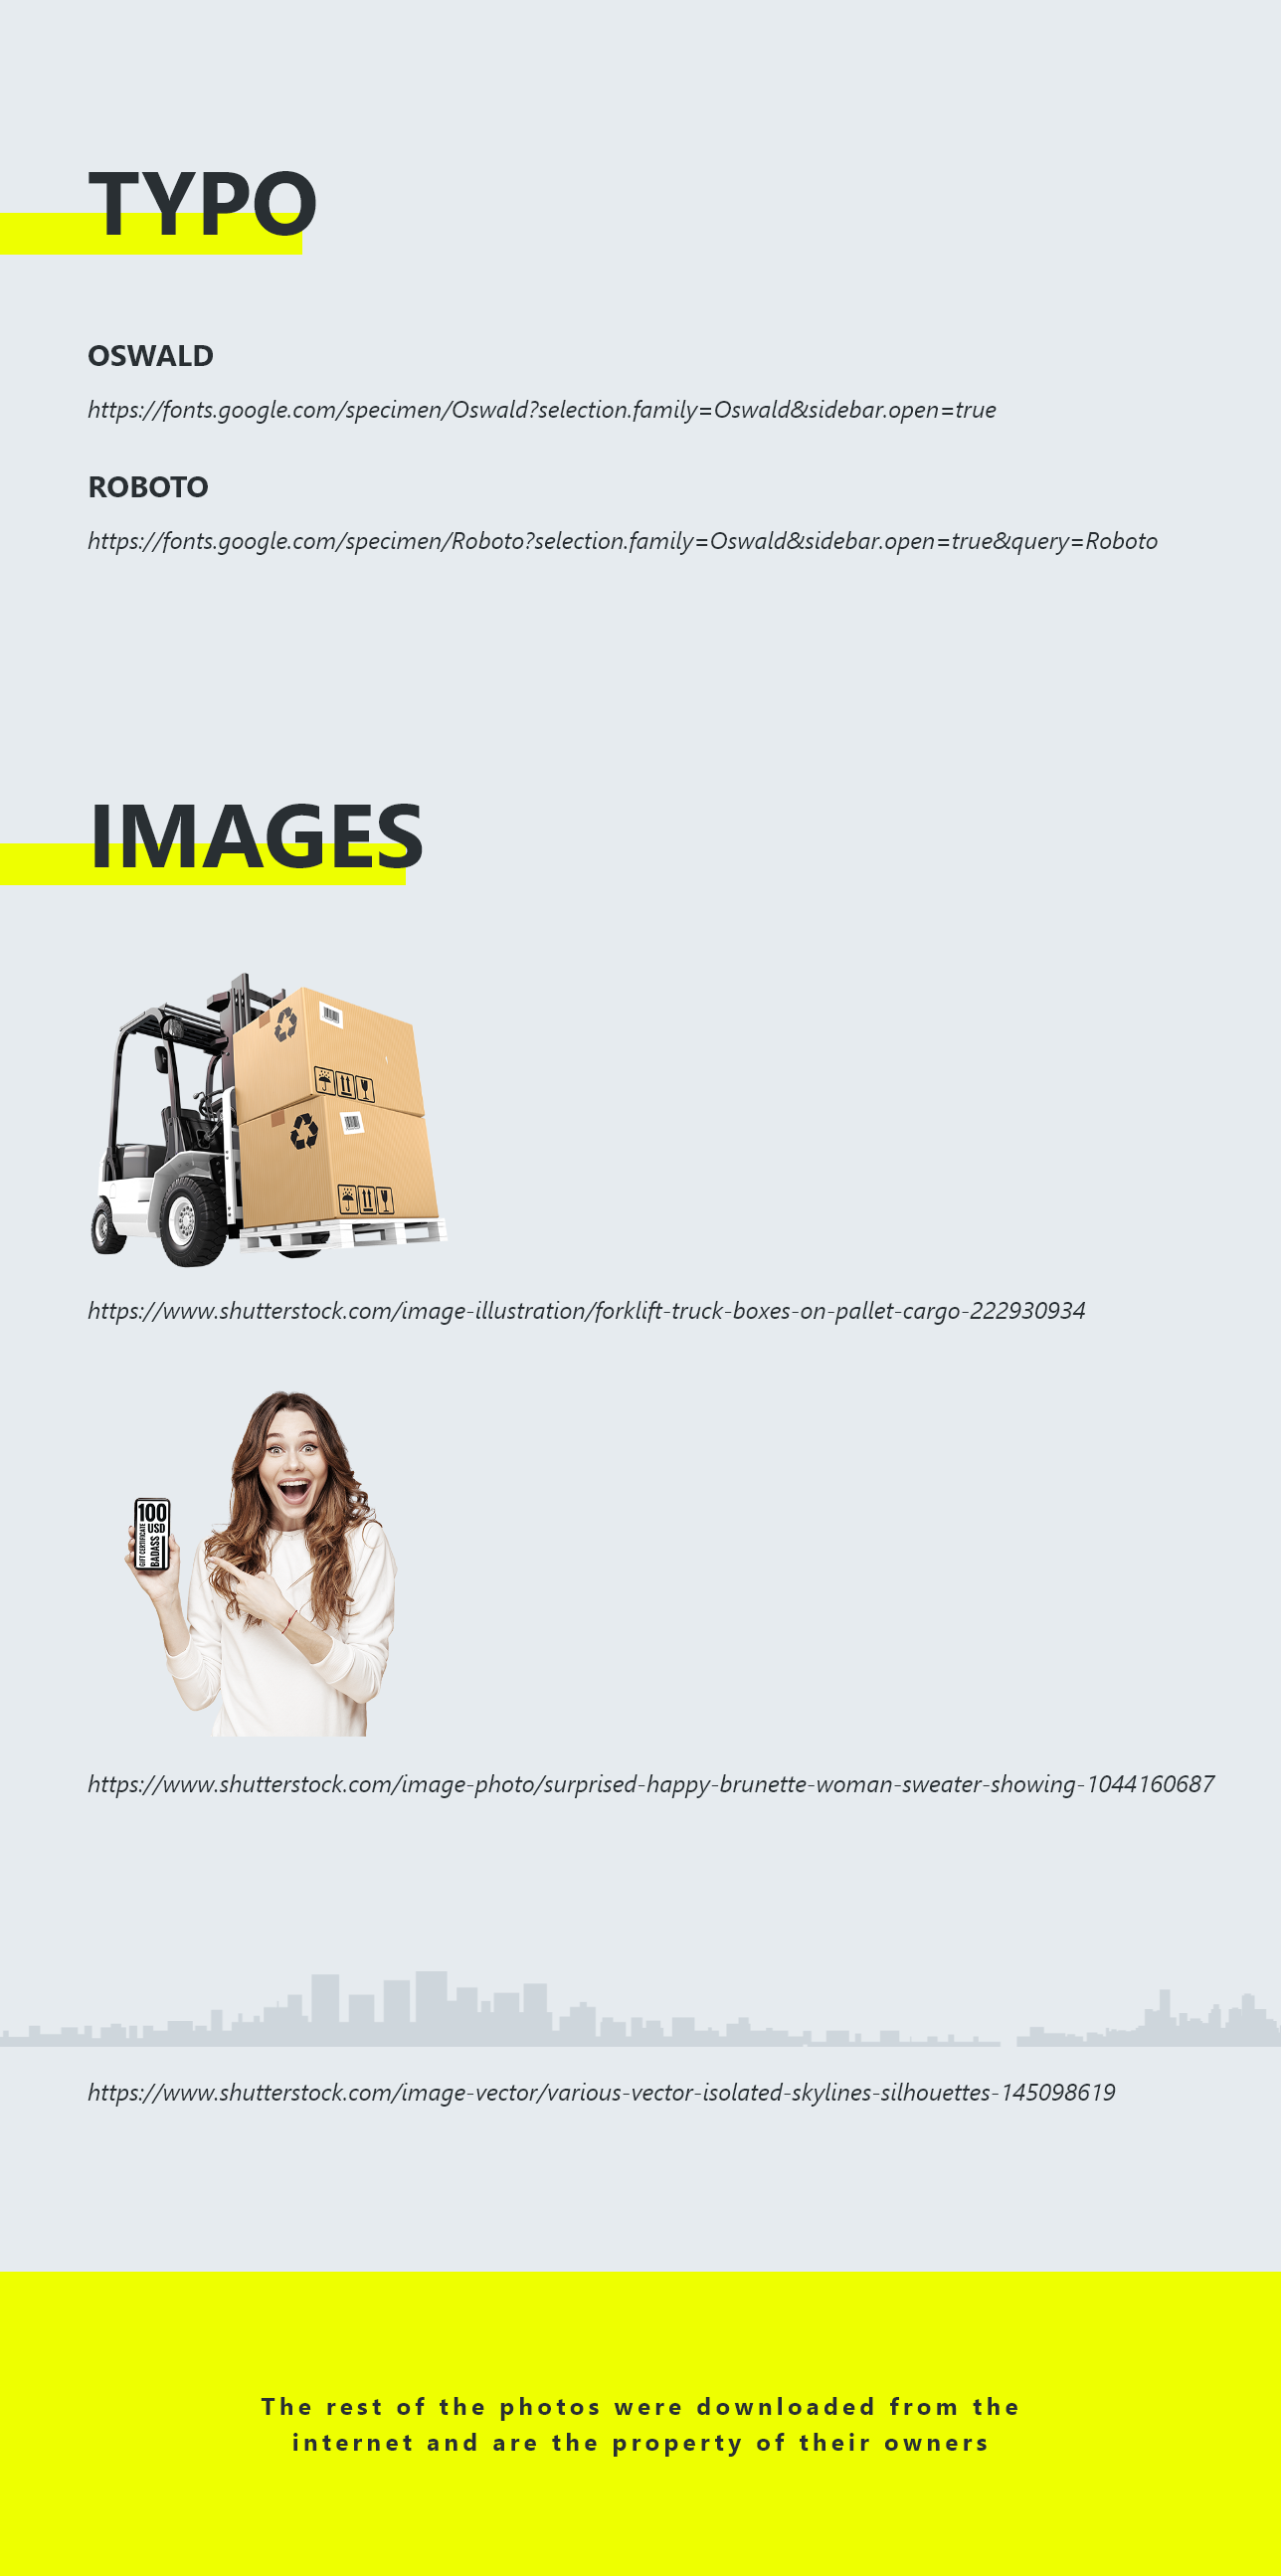 TYPO
OSWALD
https://fonts.google.com/specimen/Oswald?selection.family=Oswald&sidebar.open=true
ROBOTO
https://fonts.google.com/specimen/Roboto?selection.family=Oswald&sidebar.open=true&query=Roboto
IMAGES
https://www.shutterstock.com/image-illustration/forklift-truck-boxes-on-pallet-cargo-222930934
100
USD
GIFT CERTIFICATE
BADASS
https://www.shutterstock.com/image-photo/surprised-happy-brunette-woman-sweater-showing-1044160687
https://www.shutterstock.com/image-vector/various-vector-isolated-skylines-silhouettes-145098619
The rest of the photos were downloaded from the
internet and are the property of their owners